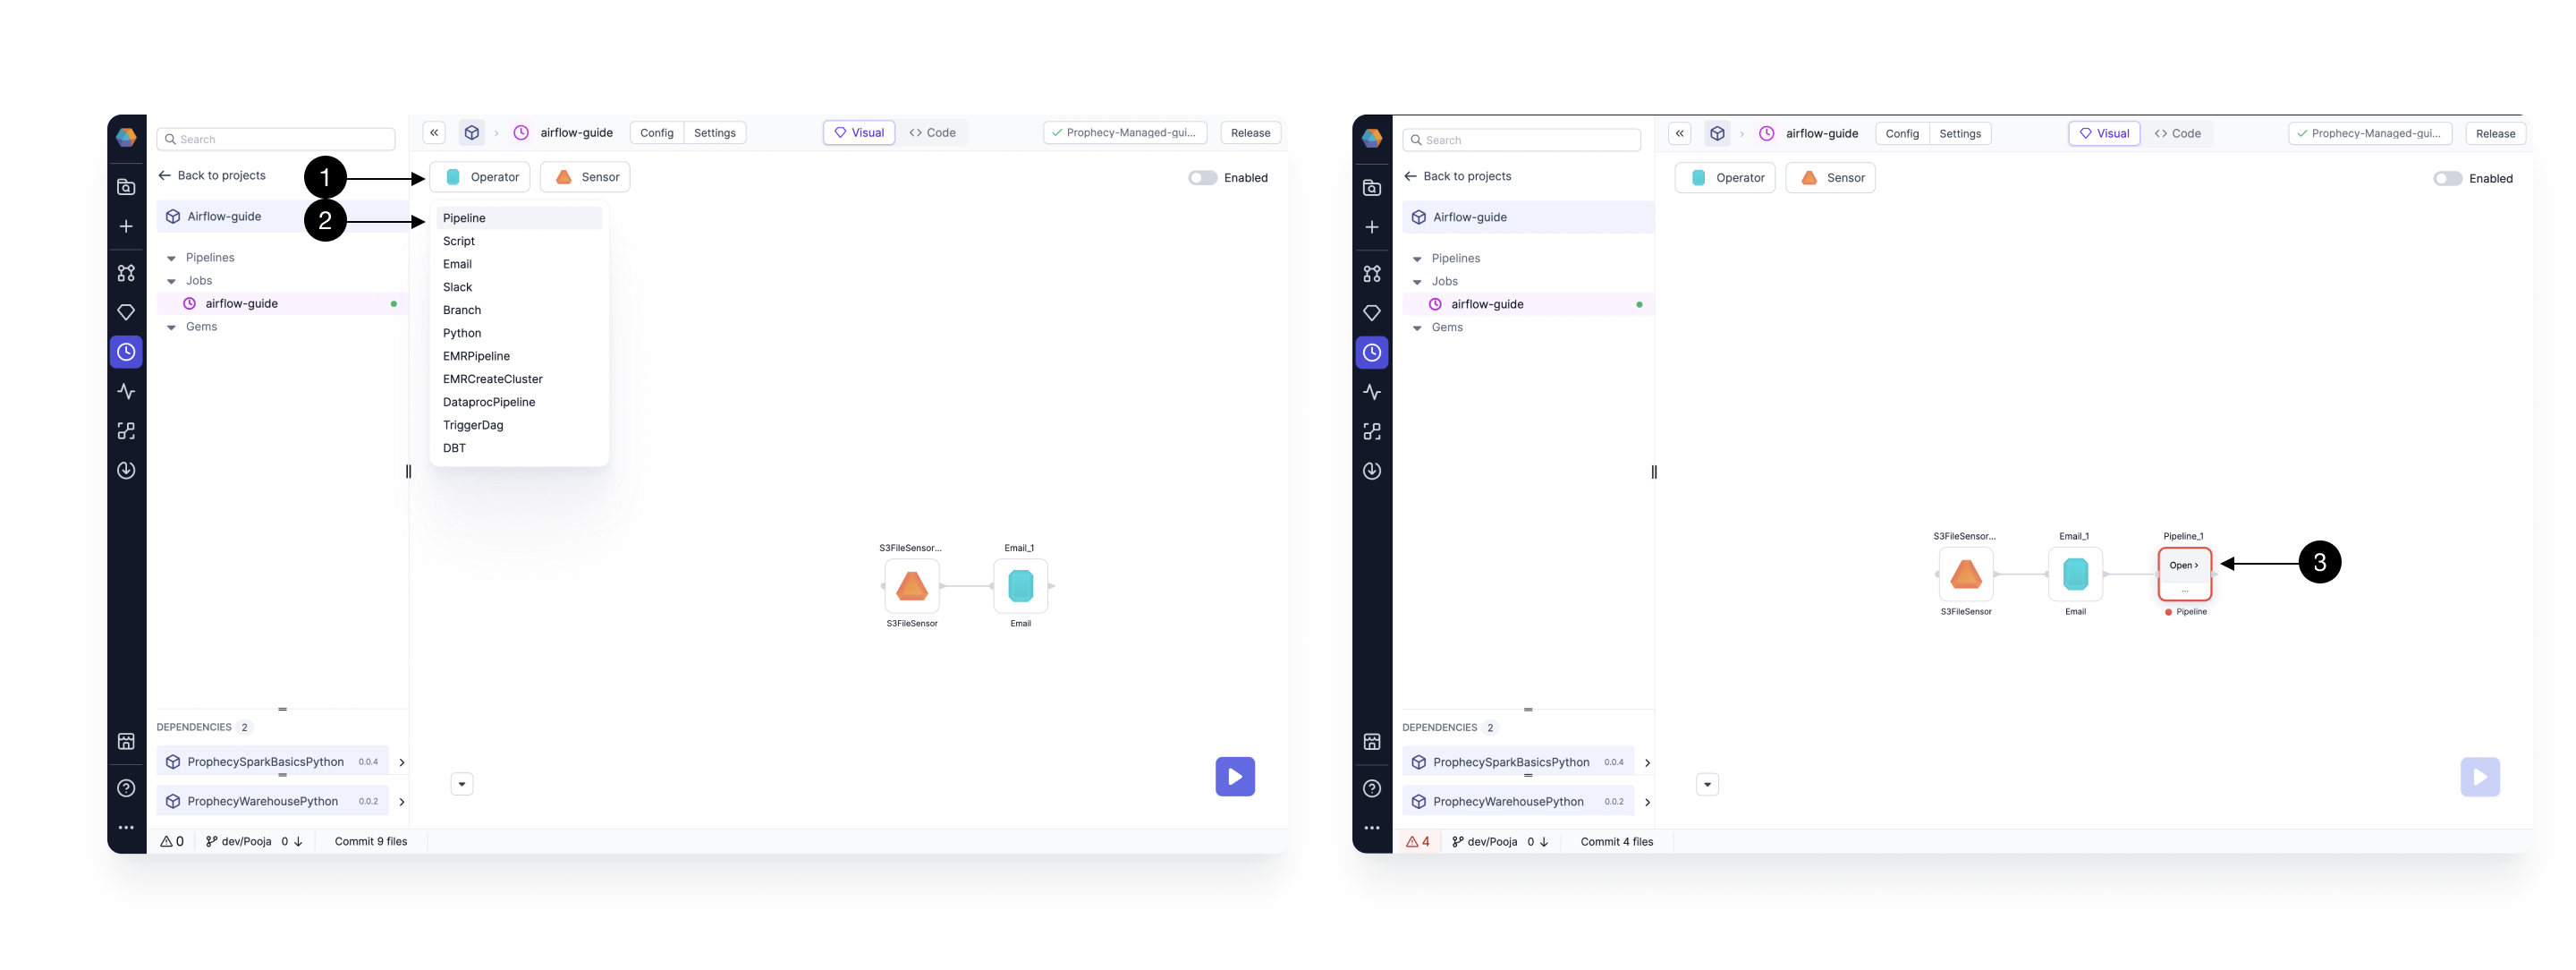 Search
airflow-guide
Config
Settings
Visual
Code
Prophecy-Managed-gui...
Release
Back to projects
1
Operator
Sensor
Enabled
Airflow-guide
2
Pipeline
Script
Email
Slack
Branch
Python
EMRPipeline
EMRCreateCluster
DataprocPipeline
TriggerDag
DBT
Pipelines
Jobs
airflow-guide
Gems
S3FileSensor...
Email_1
S3FileSensor
Email
DEPENDENCIES 2
ProphecySparkBasicsPython 0.0.4
ProphecyWarehousePython 0.0.2
0
dev/Pooja 0
Commit 9 files
Search
airflow-guide
Config
Settings
Visual
Code
Prophecy-Managed-gui...
Release
Back to projects
Operator
Sensor
Enabled
Airflow-guide
Pipelines
Jobs
airflow-guide
Gems
S3FileSensor...
Email_1
Pipeline_1
Open
...
3
S3FileSensor
Email
Pipeline
DEPENDENCIES 2
ProphecySparkBasicsPython 0.0.4
ProphecyWarehousePython 0.0.2
4
dev/Pooja 0
Commit 4 files